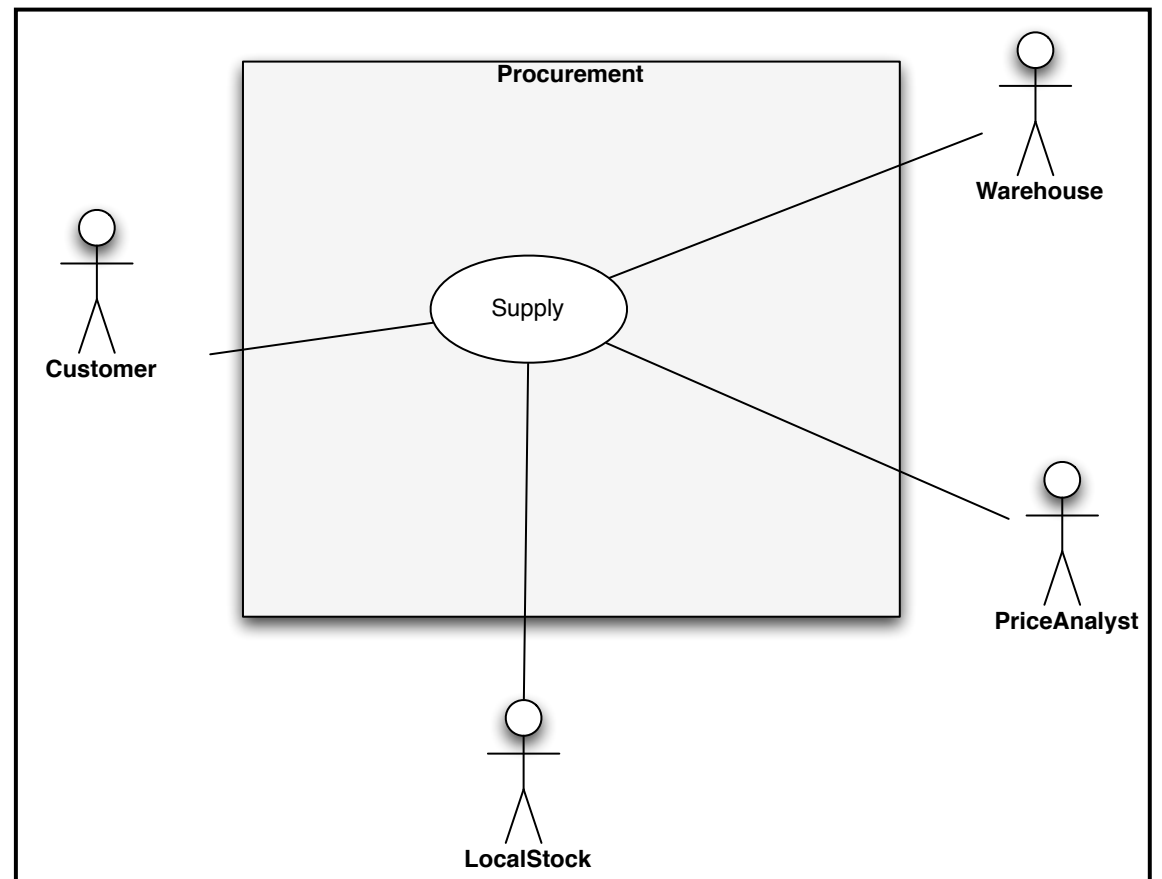 Procurement
Warehouse
Supply
Customer
PriceAnalyst
LocalStock